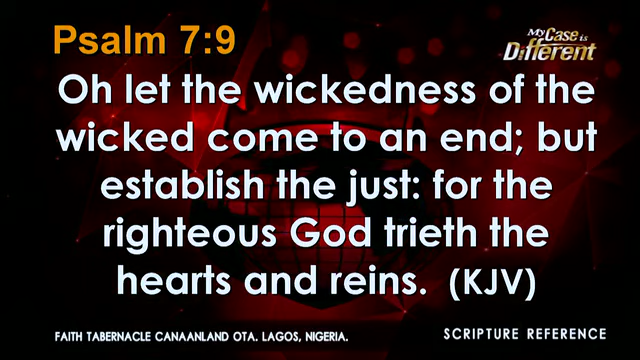 Psalm 7:9
My Case is
Different
Oh let the wickedness of the
wicked come to an end; but
establish the just: for the
righteous God trieth the
hearts and reins. (KJV)
FAITH TABERNACLE CANAANLAND OTA. LAGOS, NIGERIA.
SCRIPTURE REFERENCE